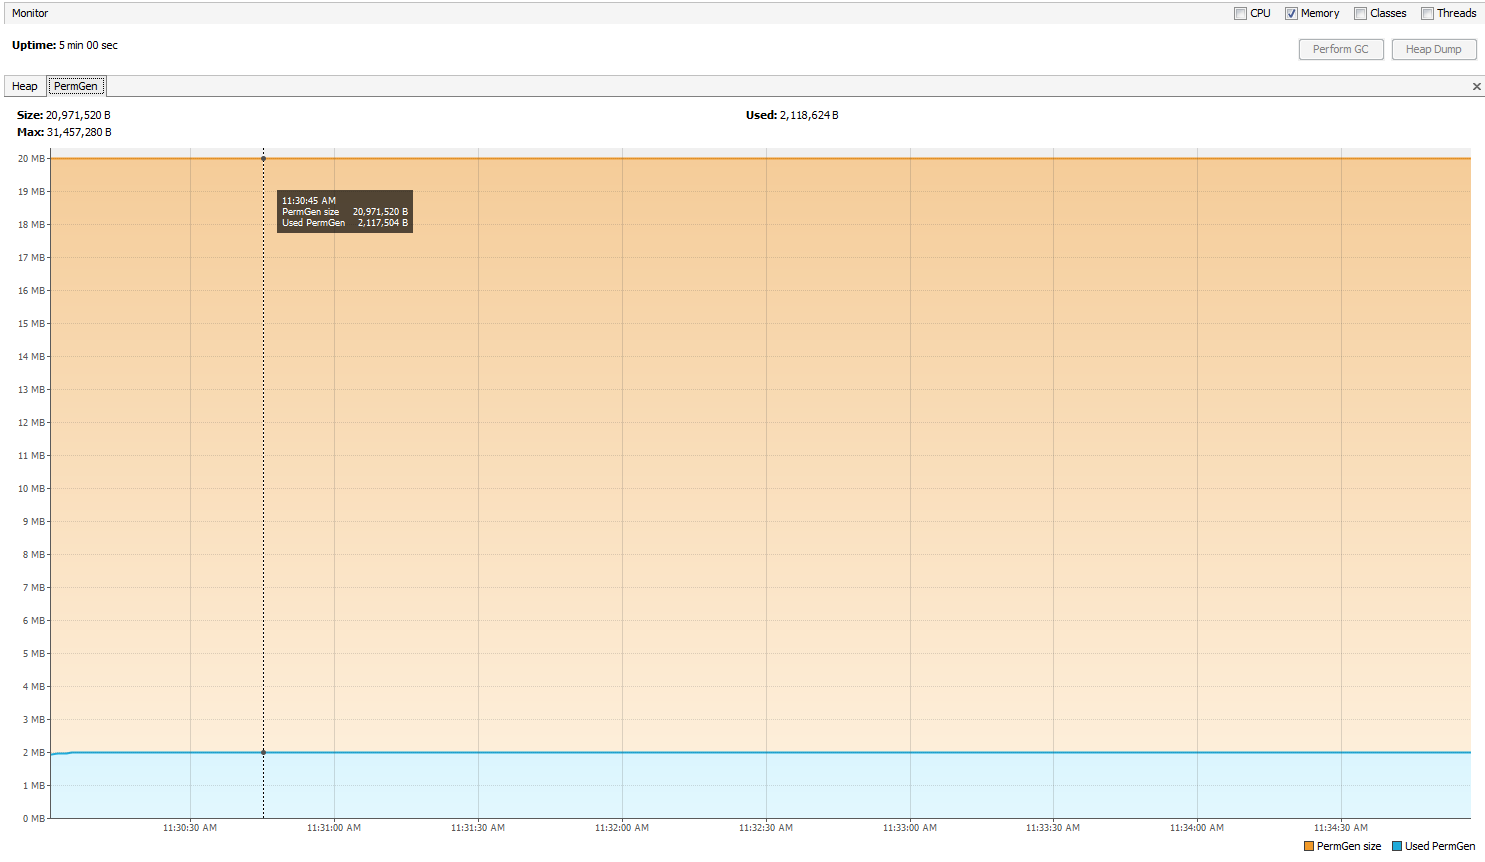 Monitor CPU Memory Classes Threads
Uptime: 5 min 00 sec Perform GC Heap Dump
Heap PermGen
Size: 20,971,520 B Used: 2,118,624 B
Max: 31,457,280 B
20 MB
19 MB
18 MB
17 MB
16 MB
15 MB
14 MB
13 MB
12 MB
11 MB
10 MB
9 MB
8 MB
7 MB
6 MB
5 MB
4 MB
3 MB
2 MB
1 MB
0 MB
11:30:45 AM
PermGen size 20,971,520 B
Used PermGen 2,117,504 B
11:30:30 AM 11:31:00 AM 11:31:30 AM 11:32:00 AM 11:32:30 AM 11:33:00 AM 11:33:30 AM 11:34:00 AM 11:34:30 AM
PermGen size Used PermGen